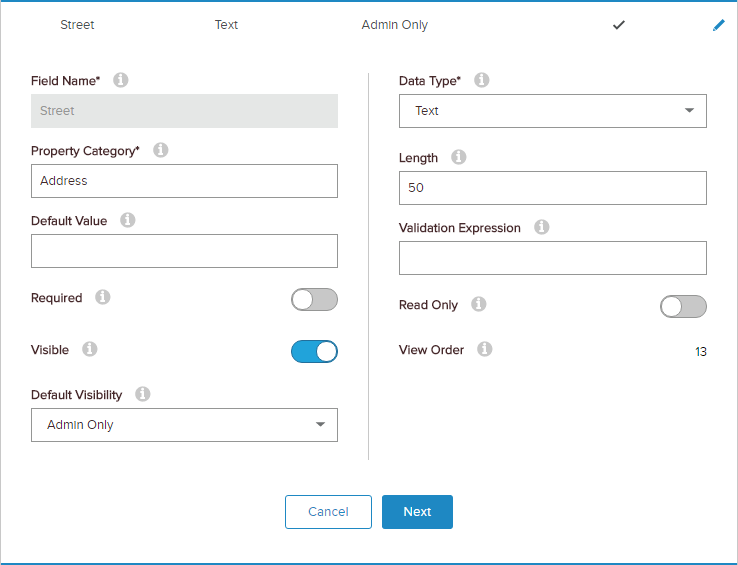 Street Text Admin Only
Field Name*
Street
Property Category*
Address
Default Value
Required
Visible
Default Visibility
Admin Only
Data Type*
Text
Length
50
Validation Expression
Read Only
View Order 13
Cancel Next